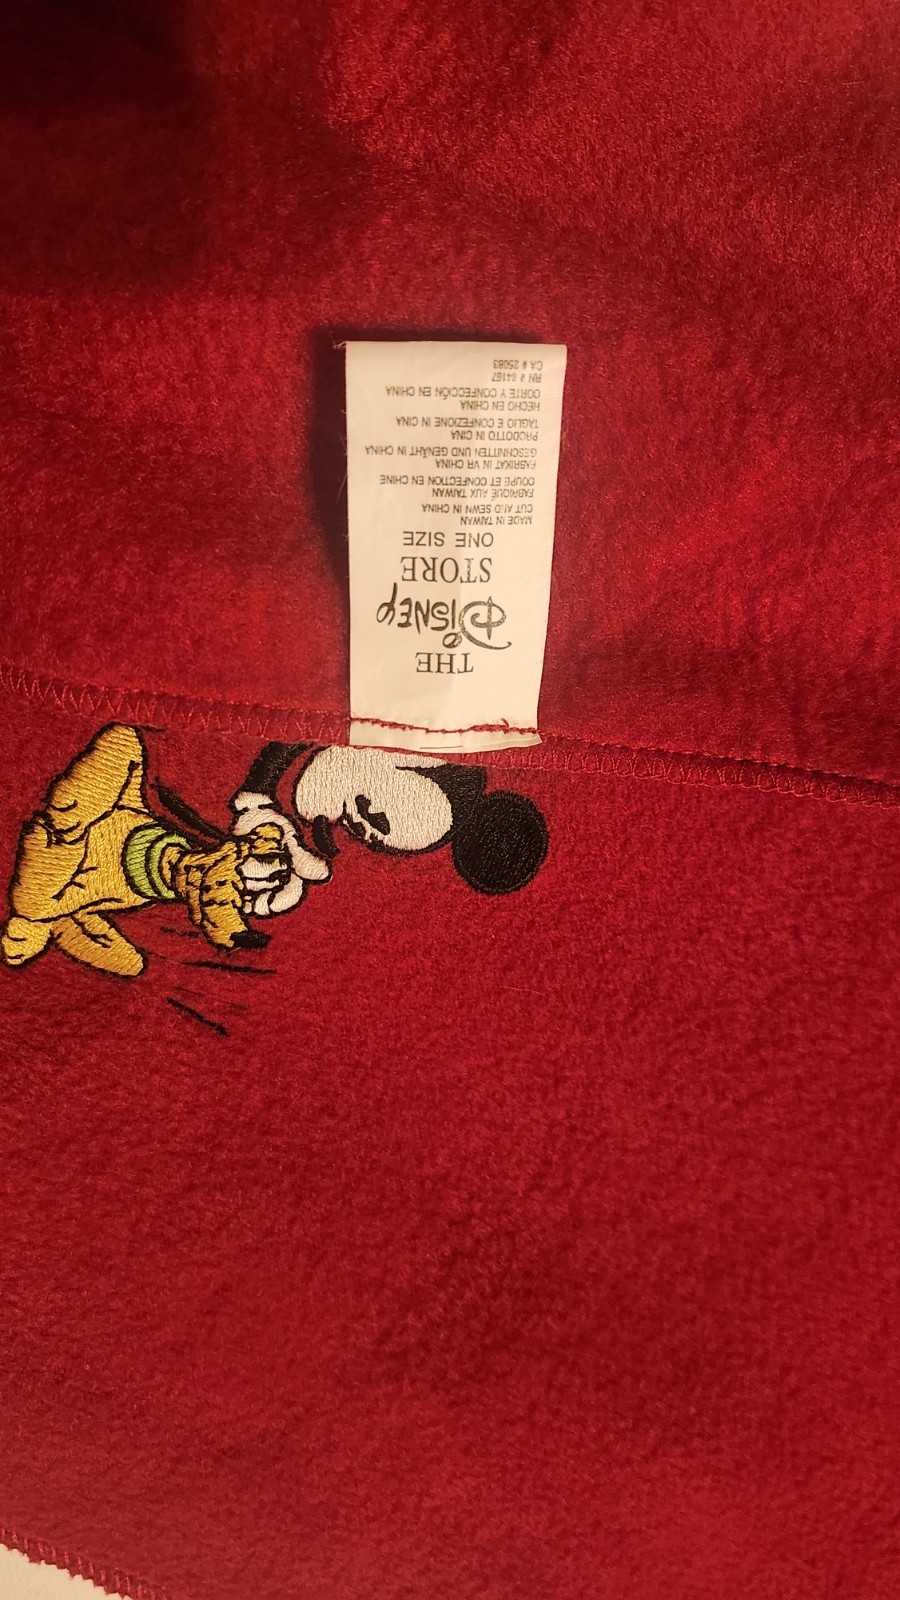 THE
DISNEY
STORE
ONE SIZE
MADE IN TAIWAN
CUT AND SEWN IN CHINA
FABRIQUÉ AUX TAIWAN
COUPE ET CONFECTION EN CHINE
FABRIKAT IN VR CHINA
GESCHNITTEN UND GENÄHT IN CHINA
PRODOTTO IN CINA
TAGLIO E CONFEZIONE IN CINA
HECHO EN CHINA
CORTE Y CONFECCIÓN EN CHINA
RN # 64167
CA # 25083